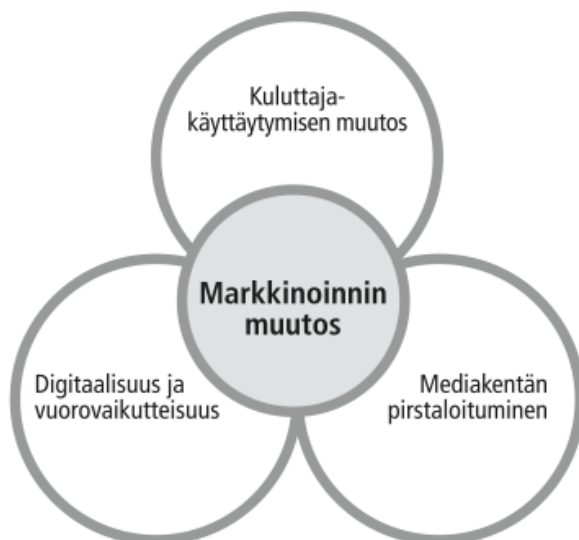 Kuluttaja-
käyttäytymisen muutos
Markkinoinnin
muutos
Digitaalisuus ja
vuorovaikutteisuus
Mediakentän
pirstaloituminen